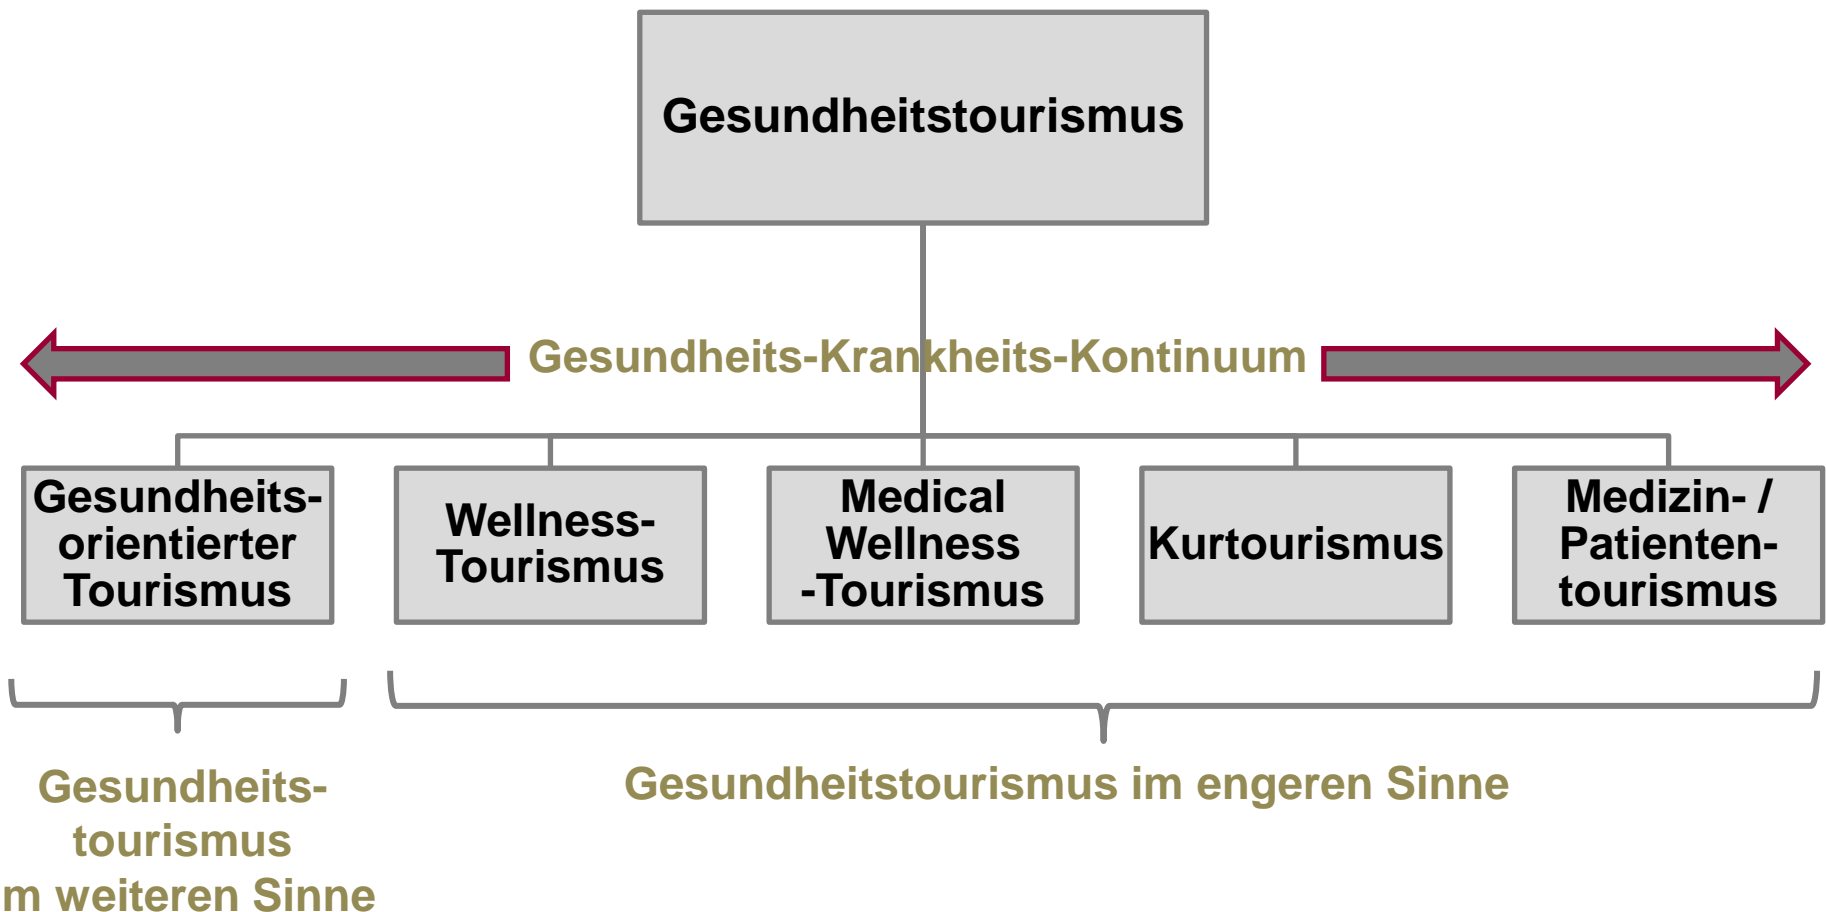 Gesundheitstourismus
Gesundheits-Krankheits-Kontinuum
Gesundheits-
orientierter
Tourismus
Wellness-
Tourismus
Medical
Wellness
-Tourismus
Kurtourismus
Medizin- /
Patienten-
tourismus
Gesundheits-
tourismus
m weiteren Sinne
Gesundheitstourismus im engeren Sinne